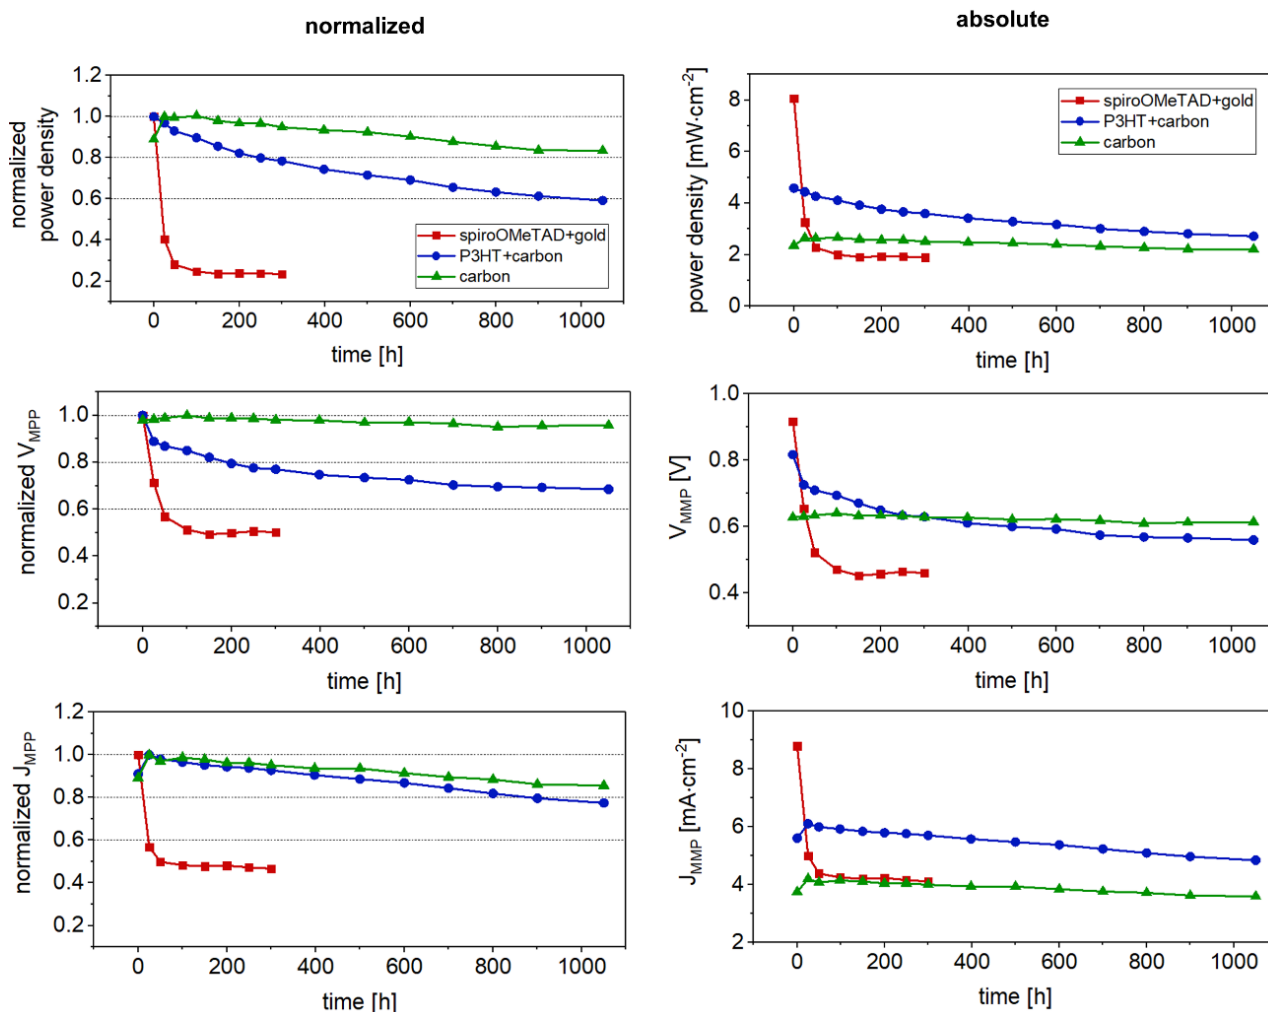 normalized
absolute
normalized
power density
1.2
1.0
0.8
0.6
0.4
0.2
spiroOMeTAD+gold
P3HT+carbon
carbon
0 200 400 600 800 1000
time [h]
power density [mW·cm-2]
8
6
4
2
0
spiroOMeTAD+gold
P3HT+carbon
carbon
0 200 400 600 800 1000
time [h]
normalized VMPP
1.0
0.8
0.6
0.4
0.2
0 200 400 600 800 1000
time [h]
VMMP [V]
1.0
0.8
0.6
0.4
0 200 400 600 800 1000
time [h]
normalized JMPP
1.2
1.0
0.8
0.6
0.4
0.2
0 200 400 600 800 1000
time [h]
JMMP [mA·cm-2]
10
8
6
4
2
0 200 400 600 800 1000
time [h]